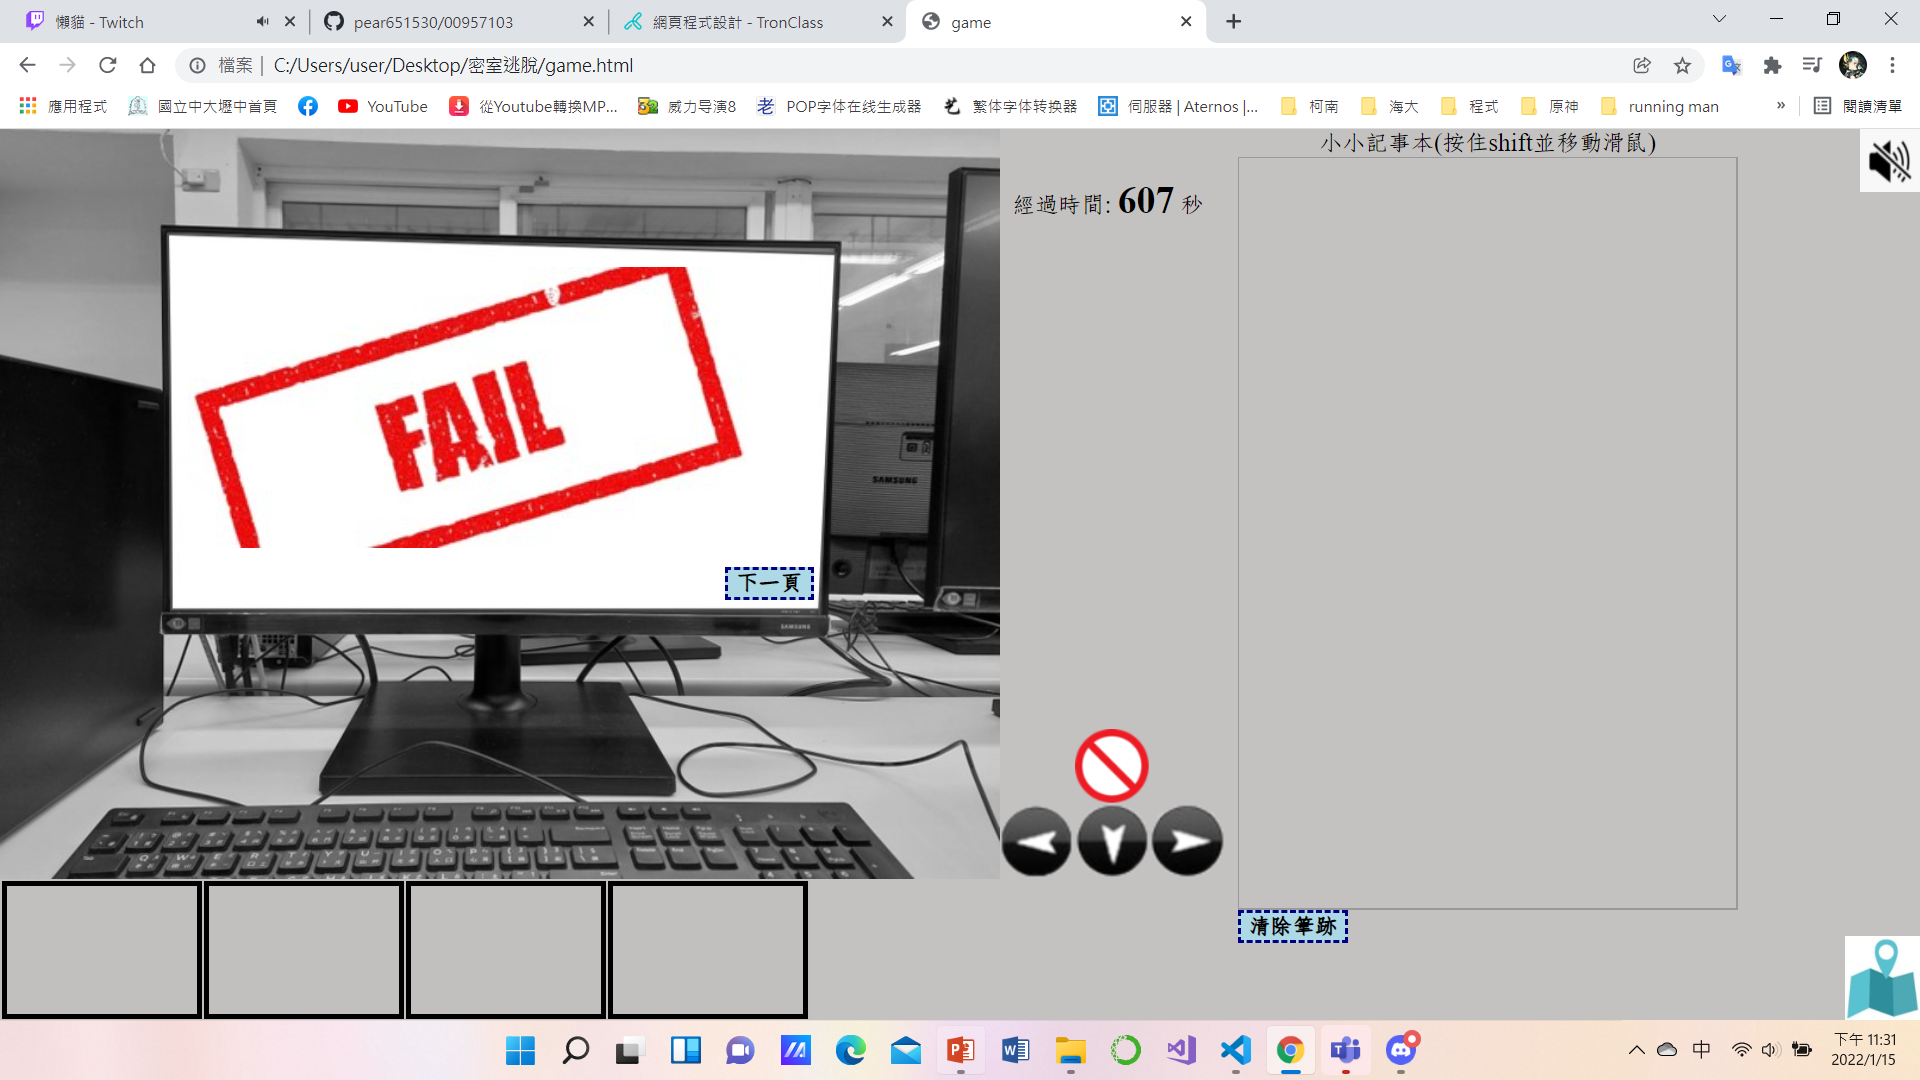 懶貓 - Twitch
pear651530/00957103
網頁程式設計 - TronClass
game
檔案
C:/Users/user/Desktop/密室逃脫/game.html
應用程式
國立中大壢中首頁
YouTube
從Youtube轉換MP...
威力导演8
POP字体在线生成器
繁体字体转换器
伺服器 | Aternos |...
柯南
海大
程式
原神
running man
»
閱讀清單
小小記事本(按住shift並移動滑鼠)
經過時間: 607 秒
FAIL
SAMSUNG
下一頁
SAMSUNG
清除筆跡
中
下午 11:31
2022/1/15